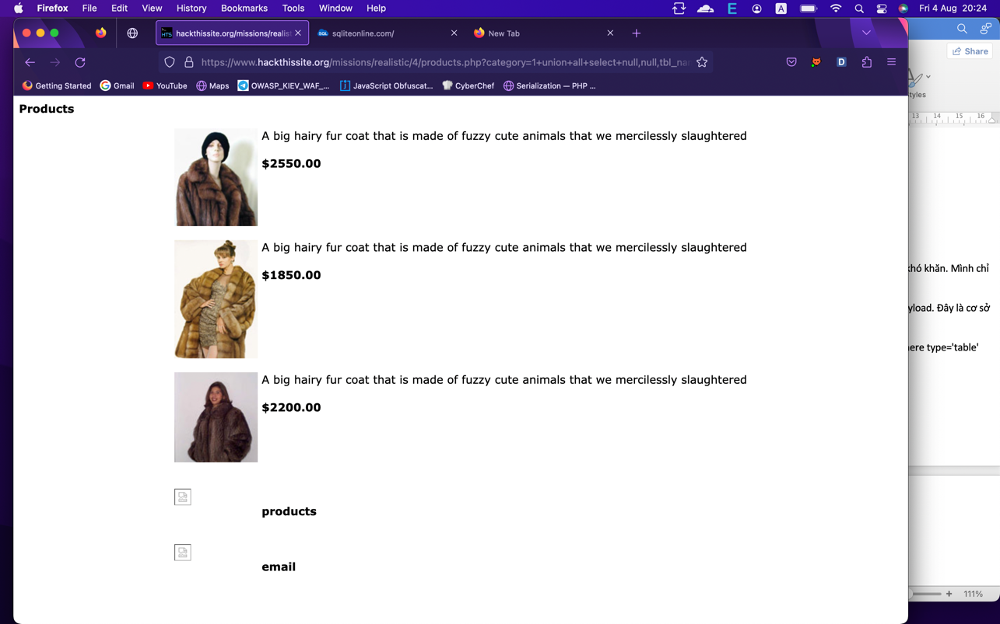 Firefox File Edit View History Bookmarks Tools Window Help
E A Fri 4 Aug 20:24
HTS hackthissite.org/missions/realist
SQL sqliteonline.com/
New Tab
https://www.hackthissite.org/missions/realistic/4/products.php?category=1+union+all+select+null,null,tbl_nar
D
Share
Getting Started Gmail YouTube Maps OWASP_KIEV_WAF_... JavaScript Obfuscat... CyberChef Serialization — PHP ...
tyles
13 14 15 16
Products
A big hairy fur coat that is made of fuzzy cute animals that we mercilessly slaughtered
$2550.00
A big hairy fur coat that is made of fuzzy cute animals that we mercilessly slaughtered
$1850.00
A big hairy fur coat that is made of fuzzy cute animals that we mercilessly slaughtered
$2200.00
products
email
khó khăn. Mình chỉ
yload. Đây là cơ sở
ere type='table'
111%